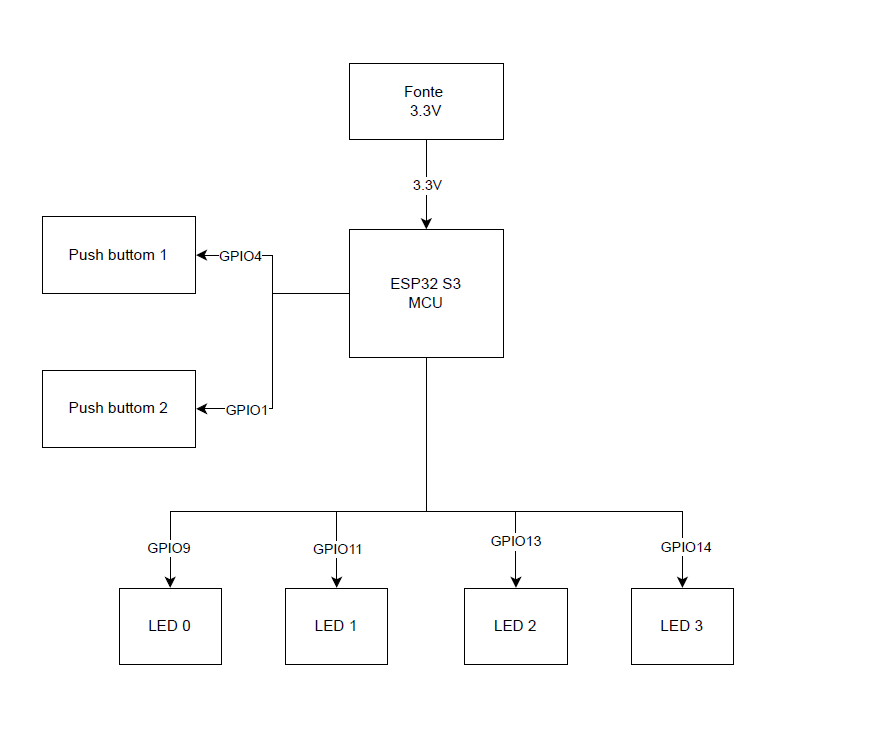 Fonte
3.3V
3.3V
Push buttom 1
GPIO4
ESP32 S3
MCU
Push buttom 2
GPIO1
GPIO9
GPIO11
GPIO13
GPIO14
LED 0
LED 1
LED 2
LED 3